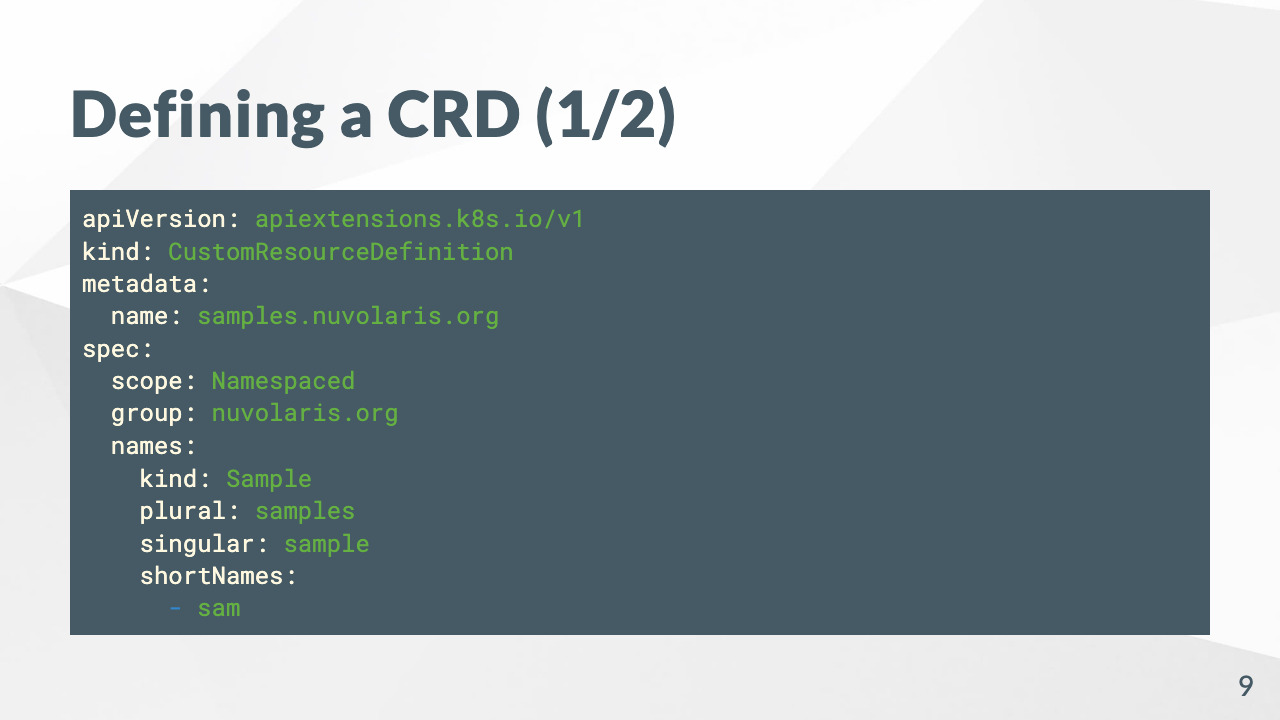 Defining a CRD (1/2)
apiVersion: apiextensions.k8s.io/v1
kind: CustomResourceDefinition
metadata:
  name: samples.nuvolaris.org
spec:
  scope: Namespaced
  group: nuvolaris.org
  names:
    kind: Sample
    plural: samples
    singular: sample
    shortNames:
      - sam
9